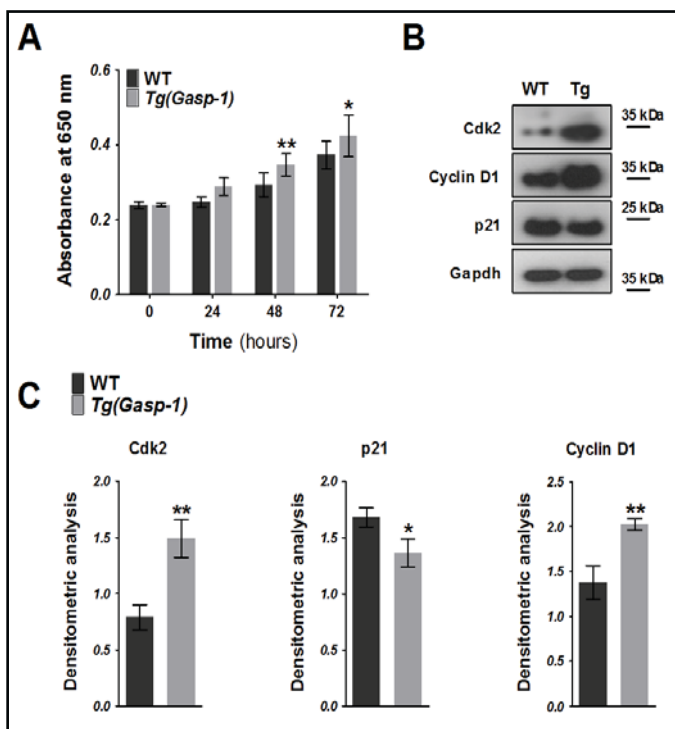 A
WT
Tg(Gasp-1)
Absorbance at 650 nm
0.6
0.4
0.2
0.0
**
*
0 24 48 72
Time (hours)
B
WT Tg
Cdk2 35 kDa
Cyclin D1 35 kDa
p21 25 kDa
Gapdh 35 kDa
C
WT
Tg(Gasp-1)
Cdk2
Densitometric analysis
2.0
1.5
1.0
0.5
0.0
**
p21
Densitometric analysis
2.0
1.5
1.0
0.5
0.0
*
Cyclin D1
Densitometric analysis
2.5
2.0
1.5
1.0
0.5
0.0
**